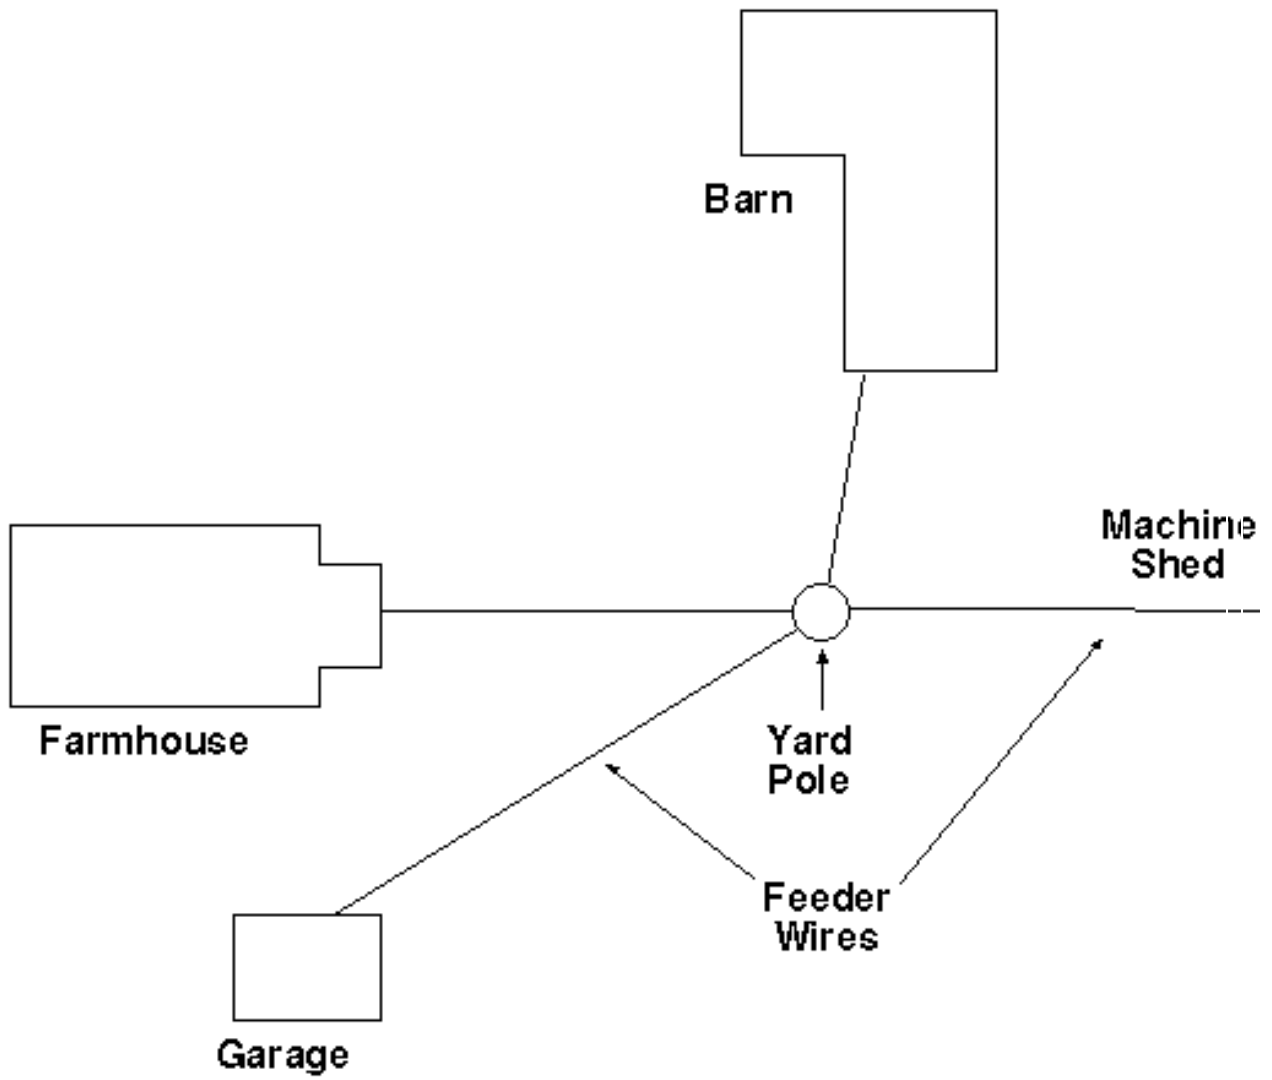 Barn
Machine
Shed
Farmhouse
Yard
Pole
Feeder
Wires
Garage